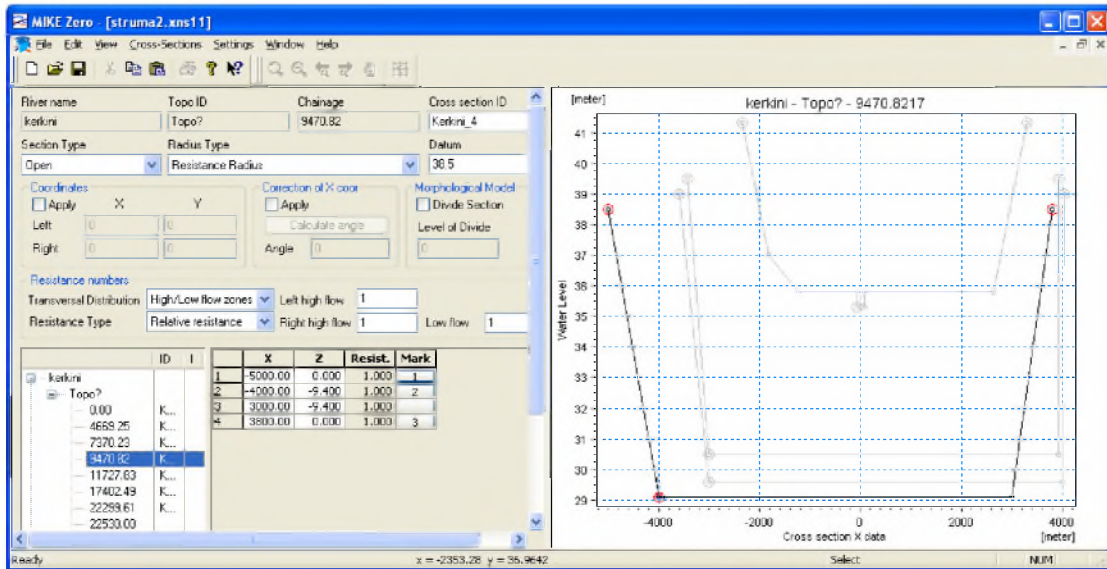 MIKE Zero - [struma2.xns11]
File Edit View Cross-Sections Settings Window Help
River name Topo ID Chainage Cross section ID
kerkini Topo? 9470.82 Kerkini_4
Section Type Radius Type Datum
Open Resistance Radius 38.5
Coordinates Correction of X coor Morphological Model
Apply X Y Apply Divide Section
Left 0 0 Calculate angle Level of Divide
Right 0 0 Angle 0 0
Resistance numbers
Transversal Distribution High/Low flow zones Left high flow 1
Resistance Type Relative resistance Right high flow 1 Low flow 1
ID I
kerkini
Topo?
0.00 K...
4669.25 K...
7370.23 K...
9470.82 K...
11727.83 K...
17402.49 K...
22299.61 K...
22530.00
X Z Resist. Mark
1 -5000.00 0.000 1.000 1
2 -4000.00 -9.400 1.000 2
3 3000.00 -9.400 1.000
4 3800.00 0.000 1.000 3
[meter] kerkini - Topo? - 9470.8217
41
40
39
38
37
36
35
34
33
32
31
30
29
Water Level
-4000 -2000 0 2000 4000
Cross section X data [meter]
Ready x = -2353.28 y = 35.9642 Select NUM